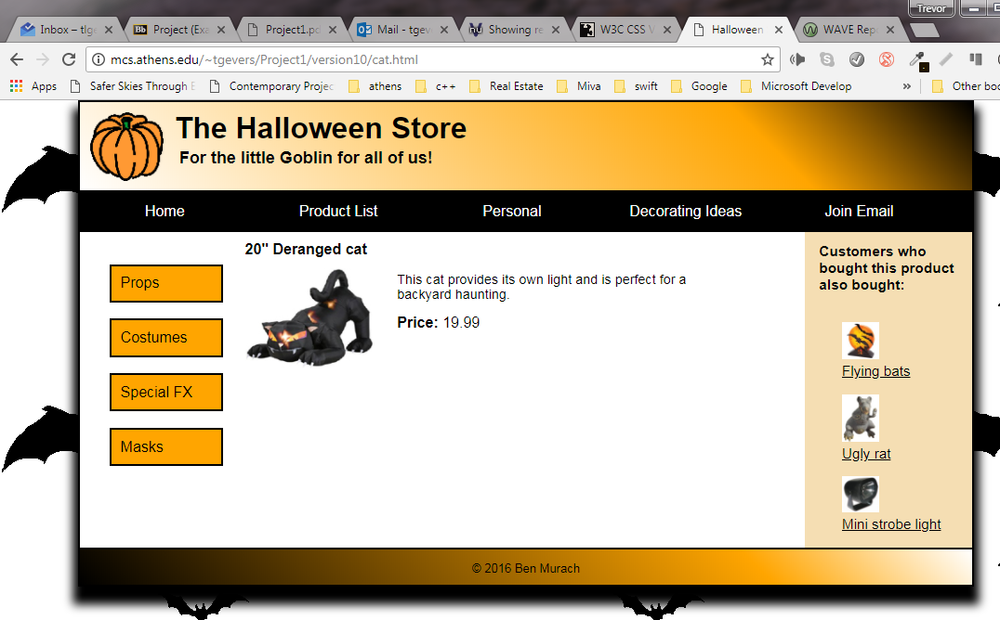 Trevor
Inbox – tlg
Project (Exa
Project1.pd
Mail - tgev
Showing re
W3C CSS V
Halloween
WAVE Rep
mcs.athens.edu/~tgevers/Project1/version10/cat.html
Apps
Safer Skies Through E
Contemporary Projec
athens
c++
Real Estate
Miva
swift
Google
Microsoft Develop
»
Other boo
The Halloween Store
For the little Goblin for all of us!
Home
Product List
Personal
Decorating Ideas
Join Email
Props
Costumes
Special FX
Masks
20" Deranged cat
This cat provides its own light and is perfect for a
backyard haunting.
Price: 19.99
Customers who
bought this product
also bought:
Flying bats
Ugly rat
Mini strobe light
© 2016 Ben Murach